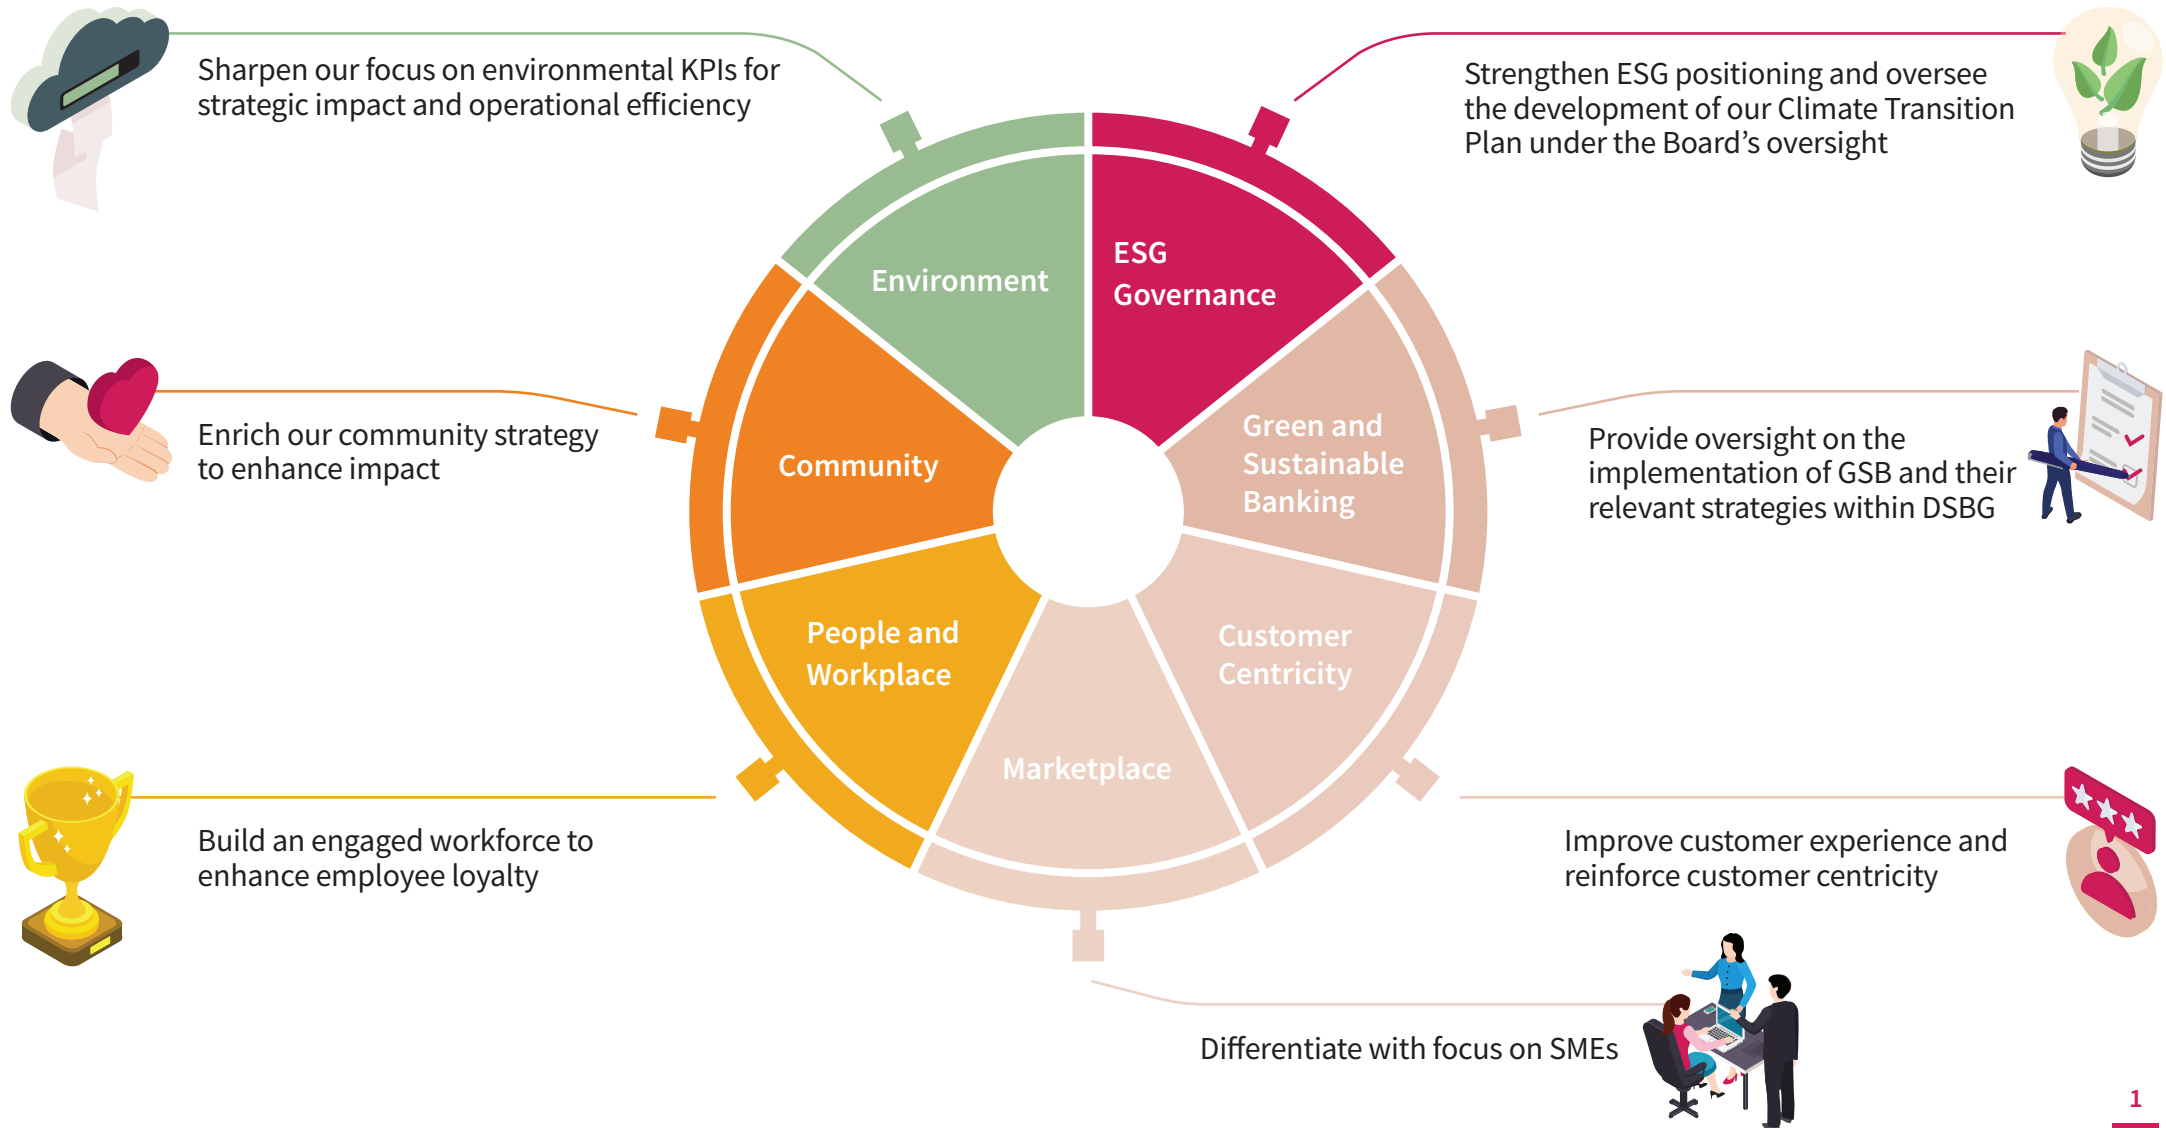 Sharpen our focus on environmental KPIs for
strategic impact and operational efficiency
Strengthen ESG positioning and oversee
the development of our Climate Transition
Plan under the Board’s oversight
Environment
ESG
Governance
Enrich our community strategy
to enhance impact
Community
Green and
Sustainable
Banking
Provide oversight on the
implementation of GSB and their
relevant strategies within DSBG
People and
Workplace
Customer
Centricity
Marketplace
Build an engaged workforce to
enhance employee loyalty
Improve customer experience and
reinforce customer centricity
Differentiate with focus on SMEs
1